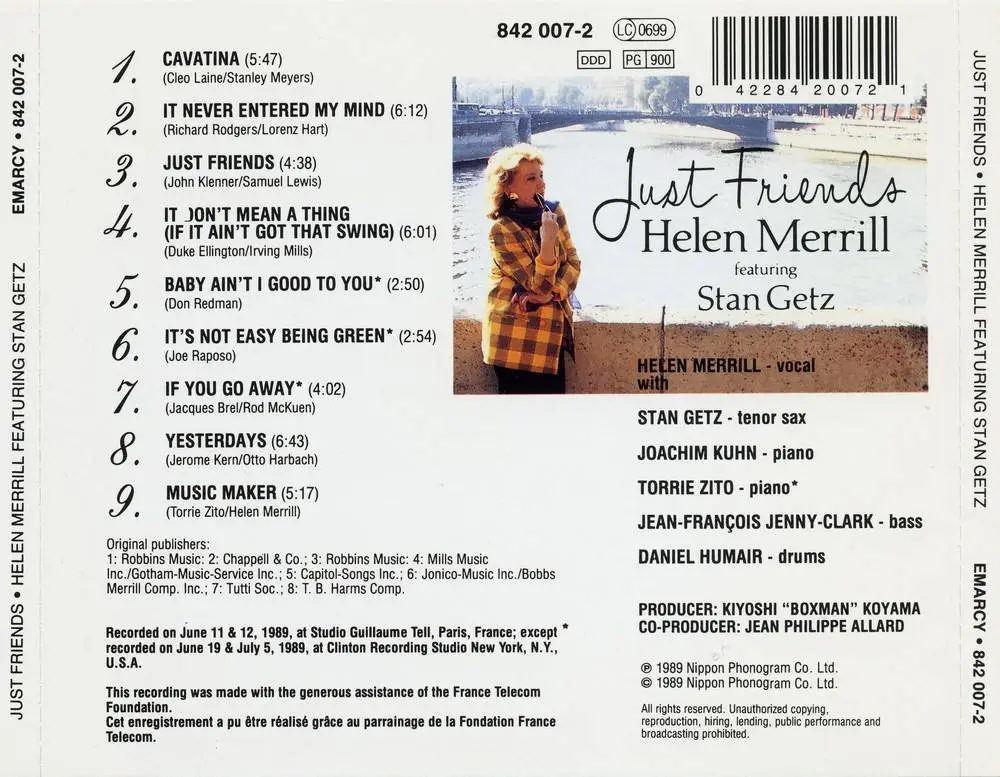 JUST FRIENDS • HELEN MERRILL FEATURING STAN GETZ
EMARCY • 842 007-2
1. CAVATINA (5:47)
(Cleo Laine/Stanley Meyers)
2. IT NEVER ENTERED MY MIND (6:12)
(Richard Rodgers/Lorenz Hart)
3. JUST FRIENDS (4:38)
(John Klenner/Samuel Lewis)
4. IT DON'T MEAN A THING
(IF IT AIN'T GOT THAT SWING) (6:01)
(Duke Ellington/Irving Mills)
5. BABY AIN'T I GOOD TO YOU* (2:50)
(Don Redman)
6. IT'S NOT EASY BEING GREEN* (2:54)
(Joe Raposo)
7. IF YOU GO AWAY* (4:02)
(Jacques Brel/Rod McKuen)
8. YESTERDAYS (6:43)
(Jerome Kern/Otto Harbach)
9. MUSIC MAKER (5:17)
(Torrie Zito/Helen Merrill)
Original publishers:
1: Robbins Music: 2: Chappell & Co.; 3: Robbins Music: 4: Mills Music
Inc./Gotham-Music-Service Inc.; 5: Capitol-Songs Inc.; 6: Jonico-Music Inc./Bobbs
Merrill Comp. Inc.; 7: Tutti Soc.; 8: T. B. Harms Comp.
Recorded on June 11 & 12, 1989, at Studio Guillaume Tell, Paris, France; except *
recorded on June 19 & July 5, 1989, at Clinton Recording Studio New York, N.Y.,
U.S.A.
This recording was made with the generous assistance of the France Telecom
Foundation.
Cet enregistrement a pu être réalisé grâce au parrainage de la Fondation France
Telecom.
842 007-2 LC 0699
DDD PG 900
0 42284 20072 1
Just Friends
Helen Merrill
featuring
Stan Getz
HELEN MERRILL - vocal
with
STAN GETZ - tenor sax
JOACHIM KUHN - piano
TORRIE ZITO - piano*
JEAN-FRANÇOIS JENNY-CLARK - bass
DANIEL HUMAIR - drums
PRODUCER: KIYOSHI "BOXMAN" KOYAMA
CO-PRODUCER: JEAN PHILIPPE ALLARD
℗ 1989 Nippon Phonogram Co. Ltd.
© 1989 Nippon Phonogram Co. Ltd.
All rights reserved. Unauthorized copying,
reproduction, hiring, lending, public performance and
broadcasting prohibited.
JUST FRIENDS • HELEN MERRILL FEATURING STAN GETZ
EMARCY • 842 007-2